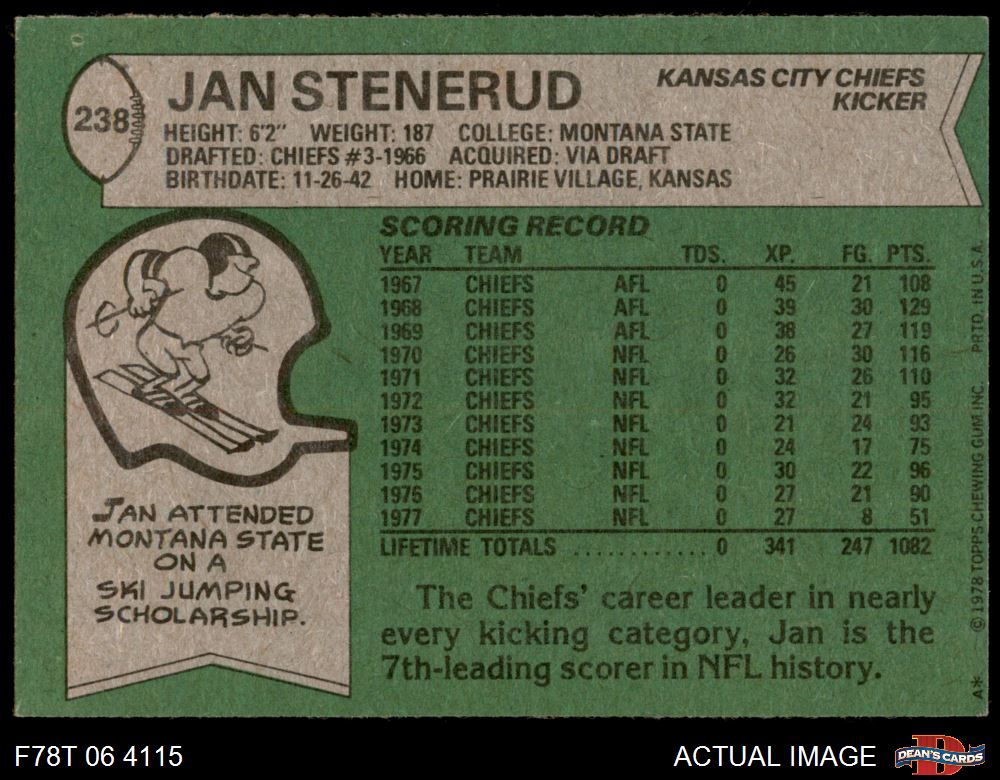 238
JAN STENERUD
KANSAS CITY CHIEFS
KICKER
HEIGHT: 6'2" WEIGHT: 187 COLLEGE: MONTANA STATE
DRAFTED: CHIEFS #3-1966 ACQUIRED: VIA DRAFT
BIRTHDATE: 11-26-42 HOME: PRAIRIE VILLAGE, KANSAS
SCORING RECORD
YEAR TEAM TDS. XP. FG. PTS.
1967 CHIEFS AFL 0 45 21 108
1968 CHIEFS AFL 0 39 30 129
1969 CHIEFS AFL 0 38 27 119
1970 CHIEFS NFL 0 26 30 116
1971 CHIEFS NFL 0 32 26 110
1972 CHIEFS NFL 0 32 21 95
1973 CHIEFS NFL 0 21 24 93
1974 CHIEFS NFL 0 24 17 75
1975 CHIEFS NFL 0 30 22 96
1976 CHIEFS NFL 0 27 21 90
1977 CHIEFS NFL 0 27 8 51
LIFETIME TOTALS ............ 0 341 247 1082
JAN ATTENDED
MONTANA STATE
ON A
SKI JUMPING
SCHOLARSHIP.
The Chiefs' career leader in nearly
every kicking category, Jan is the
7th-leading scorer in NFL history.
A* © 1978 TOPPS CHEWING GUM INC. PRTD. IN U.S.A.
F78T 06 4115
ACTUAL IMAGE
D
DEAN'S CARDS